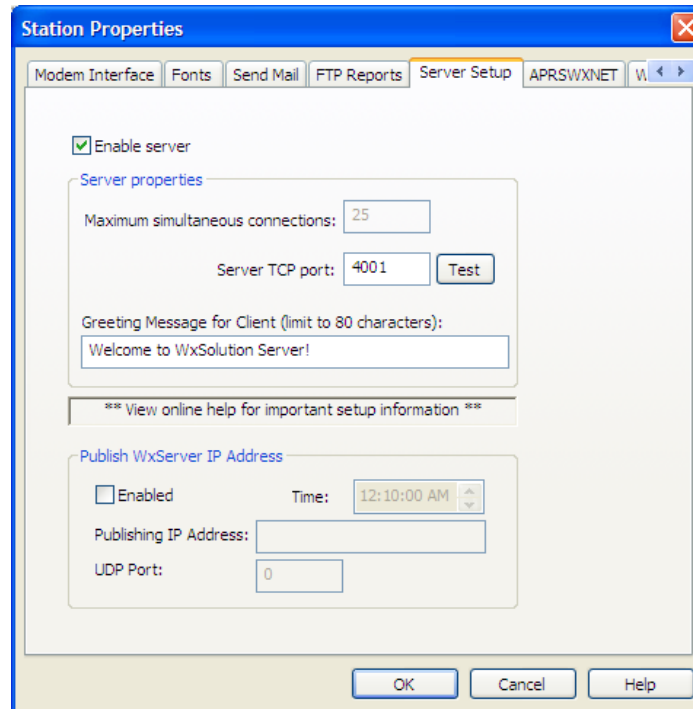 Station Properties
Modem Interface Fonts Send Mail FTP Reports Server Setup APRSWXNET
Enable server
Server properties
Maximum simultaneous connections: 25
Server TCP port: 4001 Test
Greeting Message for Client (limit to 80 characters):
Welcome to WxSolution Server!
** View online help for important setup information **
Publish WxServer IP Address
Enabled Time: 12:10:00 AM
Publishing IP Address:
UDP Port: 0
OK Cancel Help